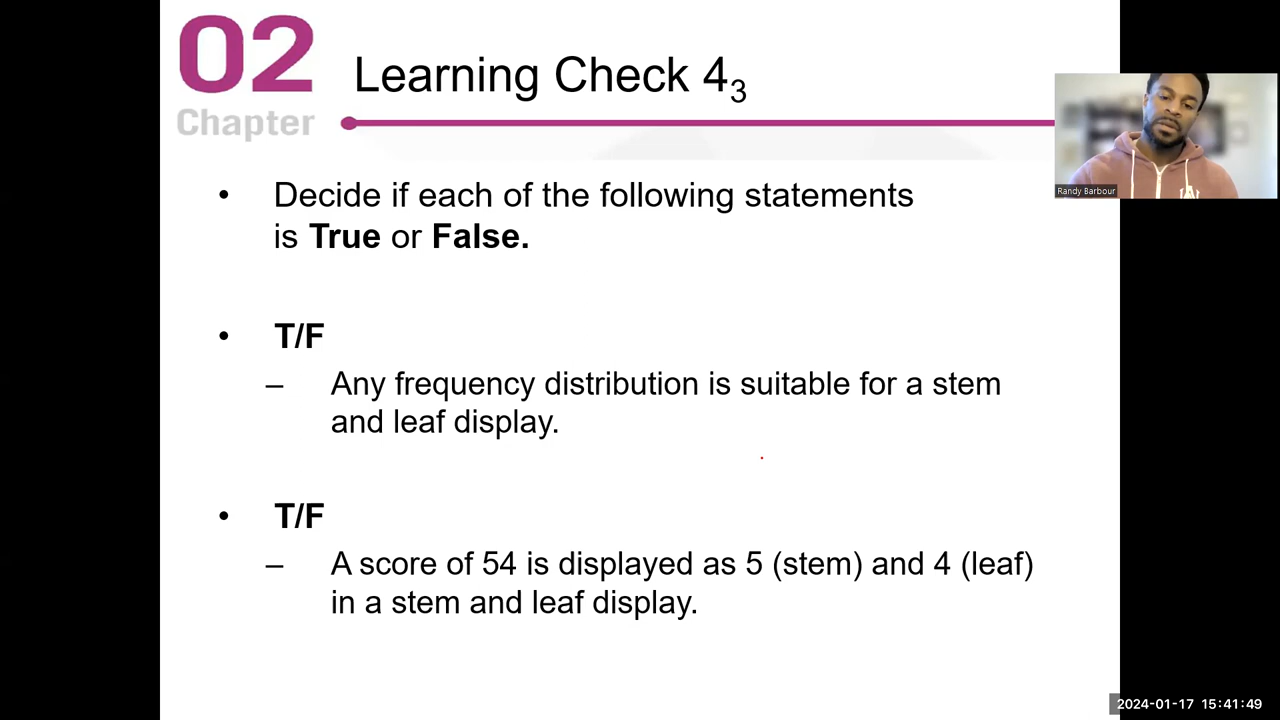 02
Chapter
Learning Check 4₃
Randy Barbour
• Decide if each of the following statements
is True or False.
• T/F
– Any frequency distribution is suitable for a stem
and leaf display.
• T/F
– A score of 54 is displayed as 5 (stem) and 4 (leaf)
in a stem and leaf display.
2024-01-17 15:41:49